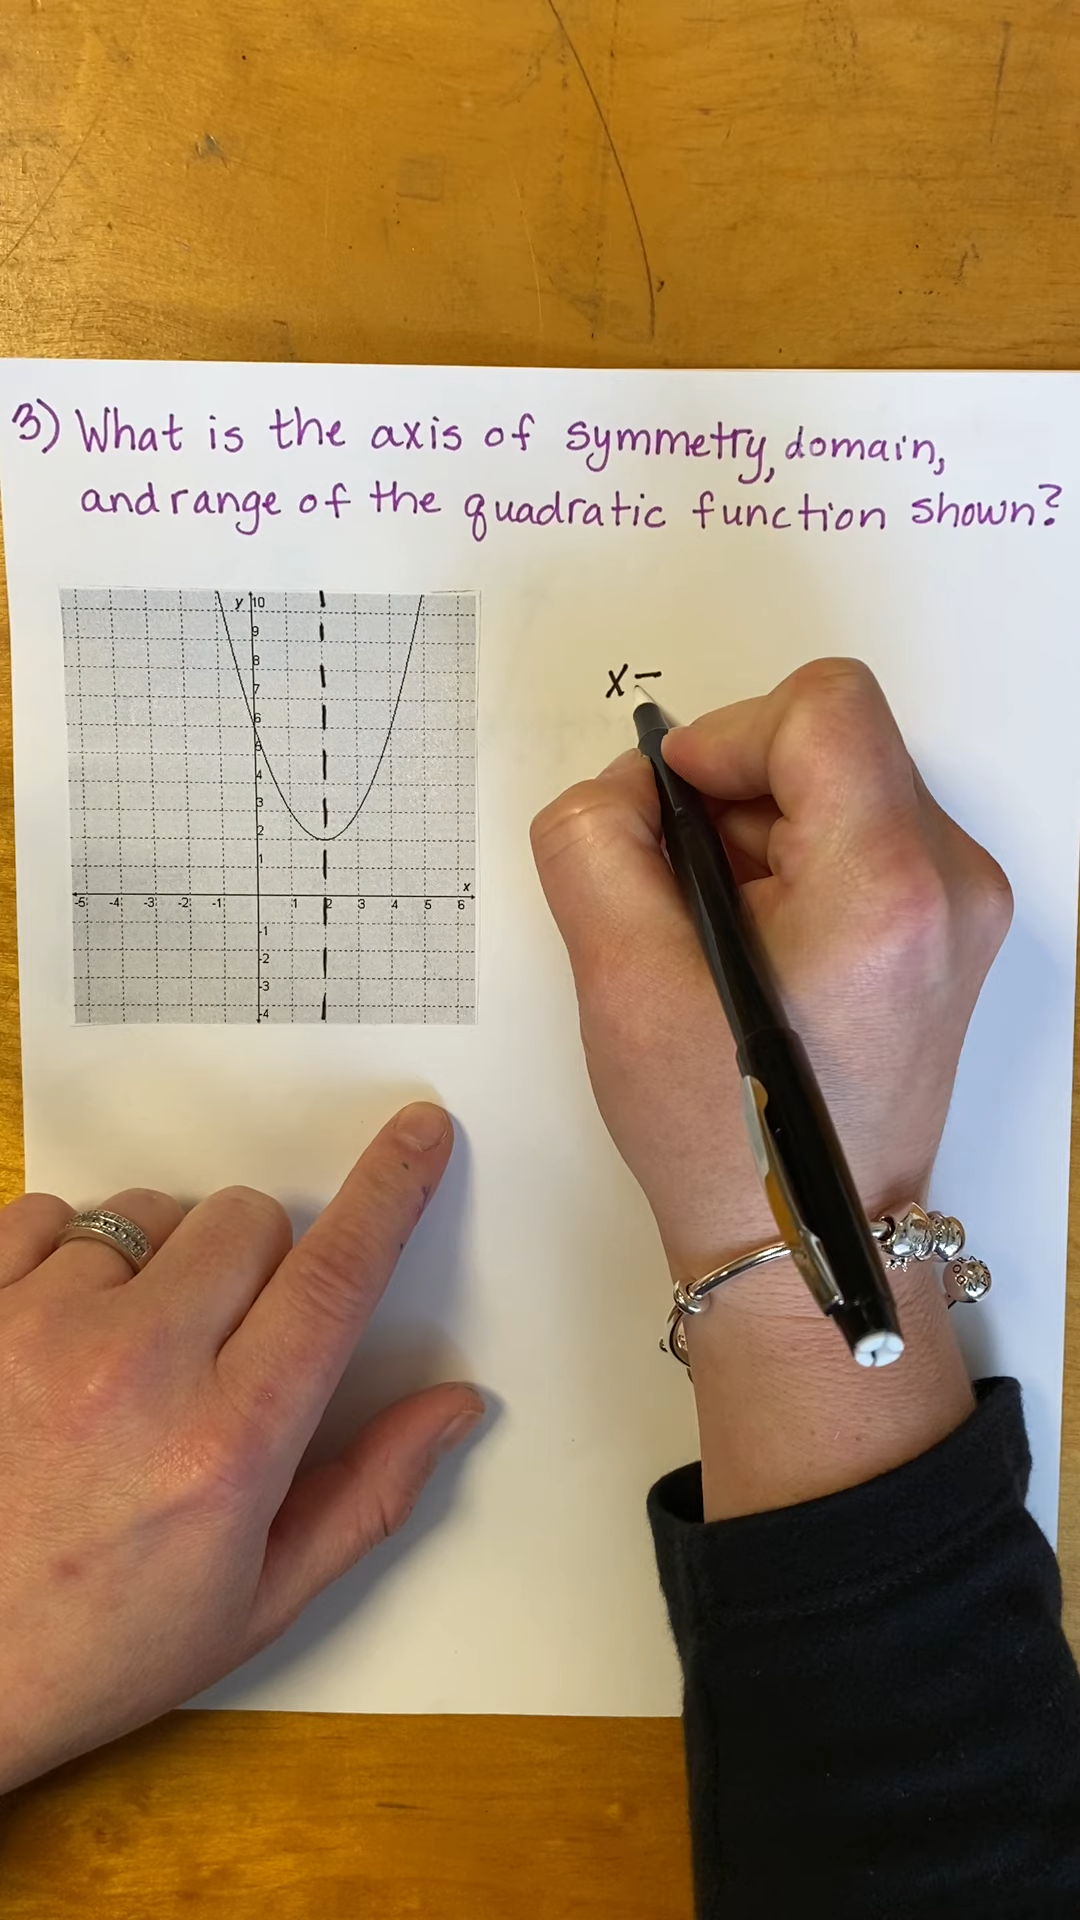 3) What is the axis of symmetry, domain,
and range of the quadratic function shown?
y 10
9
8
7
6
5
4
3
2
1
x
-5 -4 -3 -2 -1 1 2 3 4 5 6
-1
-2
-3
-4
x=